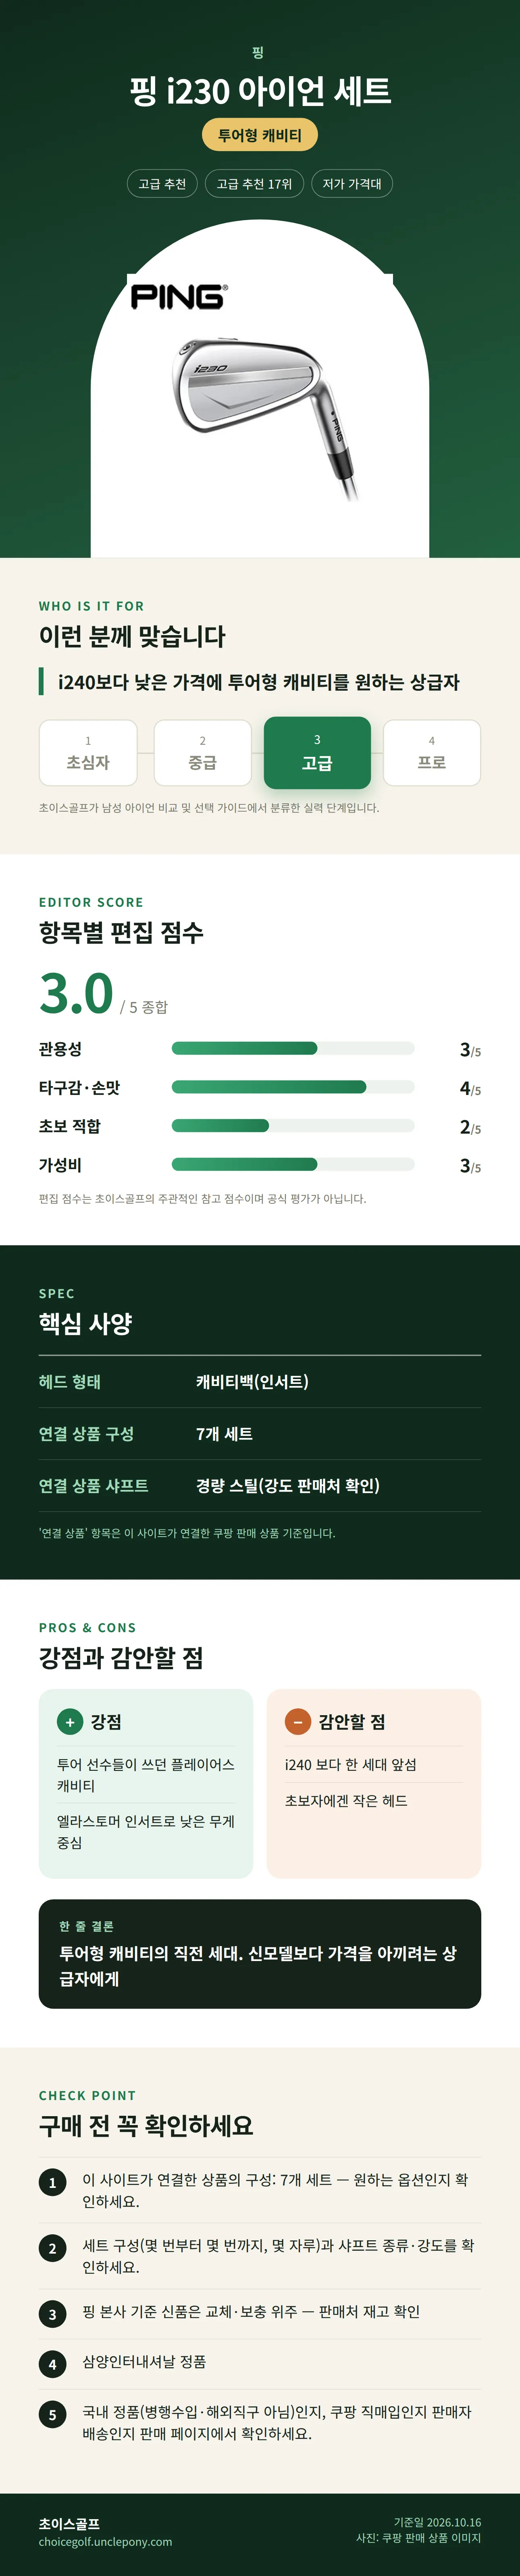 핑
핑 i230 아이언 세트
투어형 캐비티
고급 추천
고급 추천 17위
저가 가격대
PING®
i230
PING
WHO IS IT FOR
이런 분께 맞습니다
i240보다 낮은 가격에 투어형 캐비티를 원하는 상급자
1
초심자
2
중급
3
고급
4
프로
초이스골프가 남성 아이언 비교 및 선택 가이드에서 분류한 실력 단계입니다.
EDITOR SCORE
항목별 편집 점수
3.0 / 5 종합
관용성 3/5
타구감·손맛 4/5
초보 적합 2/5
가성비 3/5
편집 점수는 초이스골프의 주관적인 참고 점수이며 공식 평가가 아닙니다.
SPEC
핵심 사양
헤드 형태 캐비티백(인서트)
연결 상품 구성 7개 세트
연결 상품 샤프트 경량 스틸(강도 판매처 확인)
'연결 상품' 항목은 이 사이트가 연결한 쿠팡 판매 상품 기준입니다.
PROS & CONS
강점과 감안할 점
+ 강점
투어 선수들이 쓰던 플레이어스
캐비티
엘라스토머 인서트로 낮은 무게
중심
− 감안할 점
i240 보다 한 세대 앞섬
초보자에겐 작은 헤드
한 줄 결론
투어형 캐비티의 직전 세대. 신모델보다 가격을 아끼려는 상
급자에게
CHECK POINT
구매 전 꼭 확인하세요
1 이 사이트가 연결한 상품의 구성: 7개 세트 — 원하는 옵션인지 확
인하세요.
2 세트 구성(몇 번부터 몇 번까지, 몇 자루)과 샤프트 종류·강도를 확
인하세요.
3 핑 본사 기준 신품은 교체·보충 위주 — 판매처 재고 확인
4 삼양인터내셔날 정품
5 국내 정품(병행수입·해외직구 아님)인지, 쿠팡 직매입인지 판매자
배송인지 판매 페이지에서 확인하세요.
초이스골프
choicegolf.unclepony.com
기준일 2026.10.16
사진: 쿠팡 판매 상품 이미지